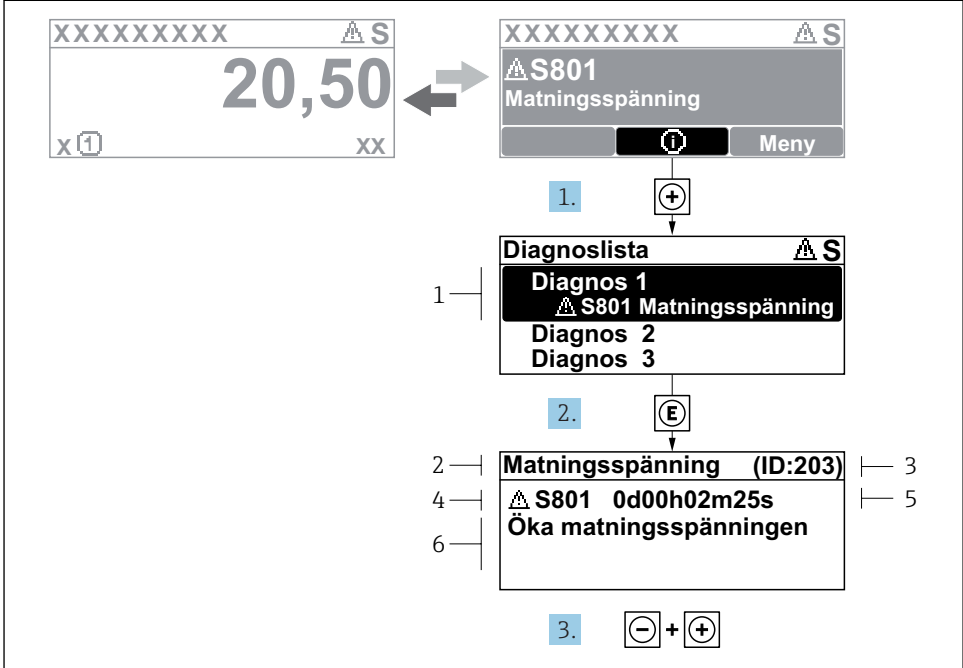 XXXXXXXXX S
20,50
X 1 XX
XXXXXXXXX S
S801
Matningsspänning
i Meny
1. +
Diagnoslista S
1
Diagnos 1
S801 Matningsspänning
Diagnos 2
Diagnos 3
2. E
2 Matningsspänning (ID:203) 3
4 S801 0d00h02m25s 5
6 Öka matningsspänningen
3. - + +